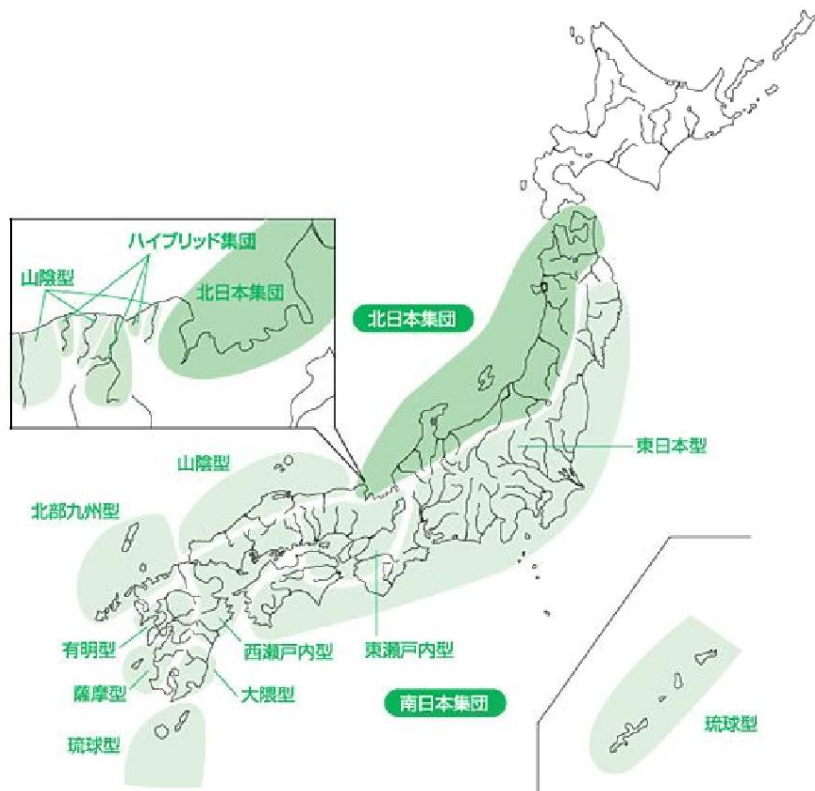 ハイブリッド集団
山陰型
北日本集団
北日本集団
東日本型
山陰型
北部九州型
有明型
西瀬戸内型
東瀬戸内型
薩摩型
大隈型
南日本集団
琉球型
琉球型